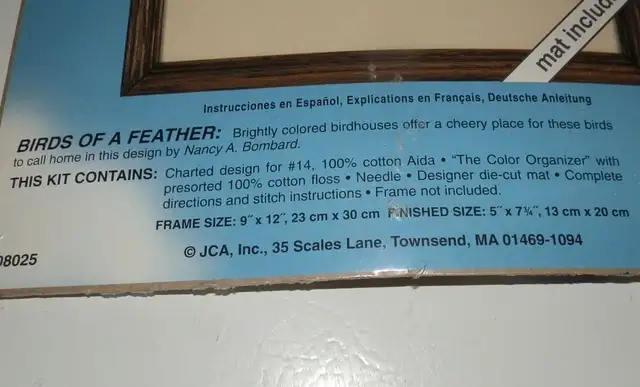 mat inclu
Instrucciones en Español, Explications en Français, Deutsche Anleitung
BIRDS OF A FEATHER: Brightly colored birdhouses offer a cheery place for these birds
to call home in this design by Nancy A. Bombard.
THIS KIT CONTAINS: Charted design for #14, 100% cotton Aida • "The Color Organizer" with
presorted 100% cotton floss • Needle • Designer die-cut mat • Complete
directions and stitch instructions • Frame not included.
FRAME SIZE: 9" x 12", 23 cm x 30 cm FINISHED SIZE: 5" x 7¾", 13 cm x 20 cm
© JCA, Inc., 35 Scales Lane, Townsend, MA 01469-1094
08025